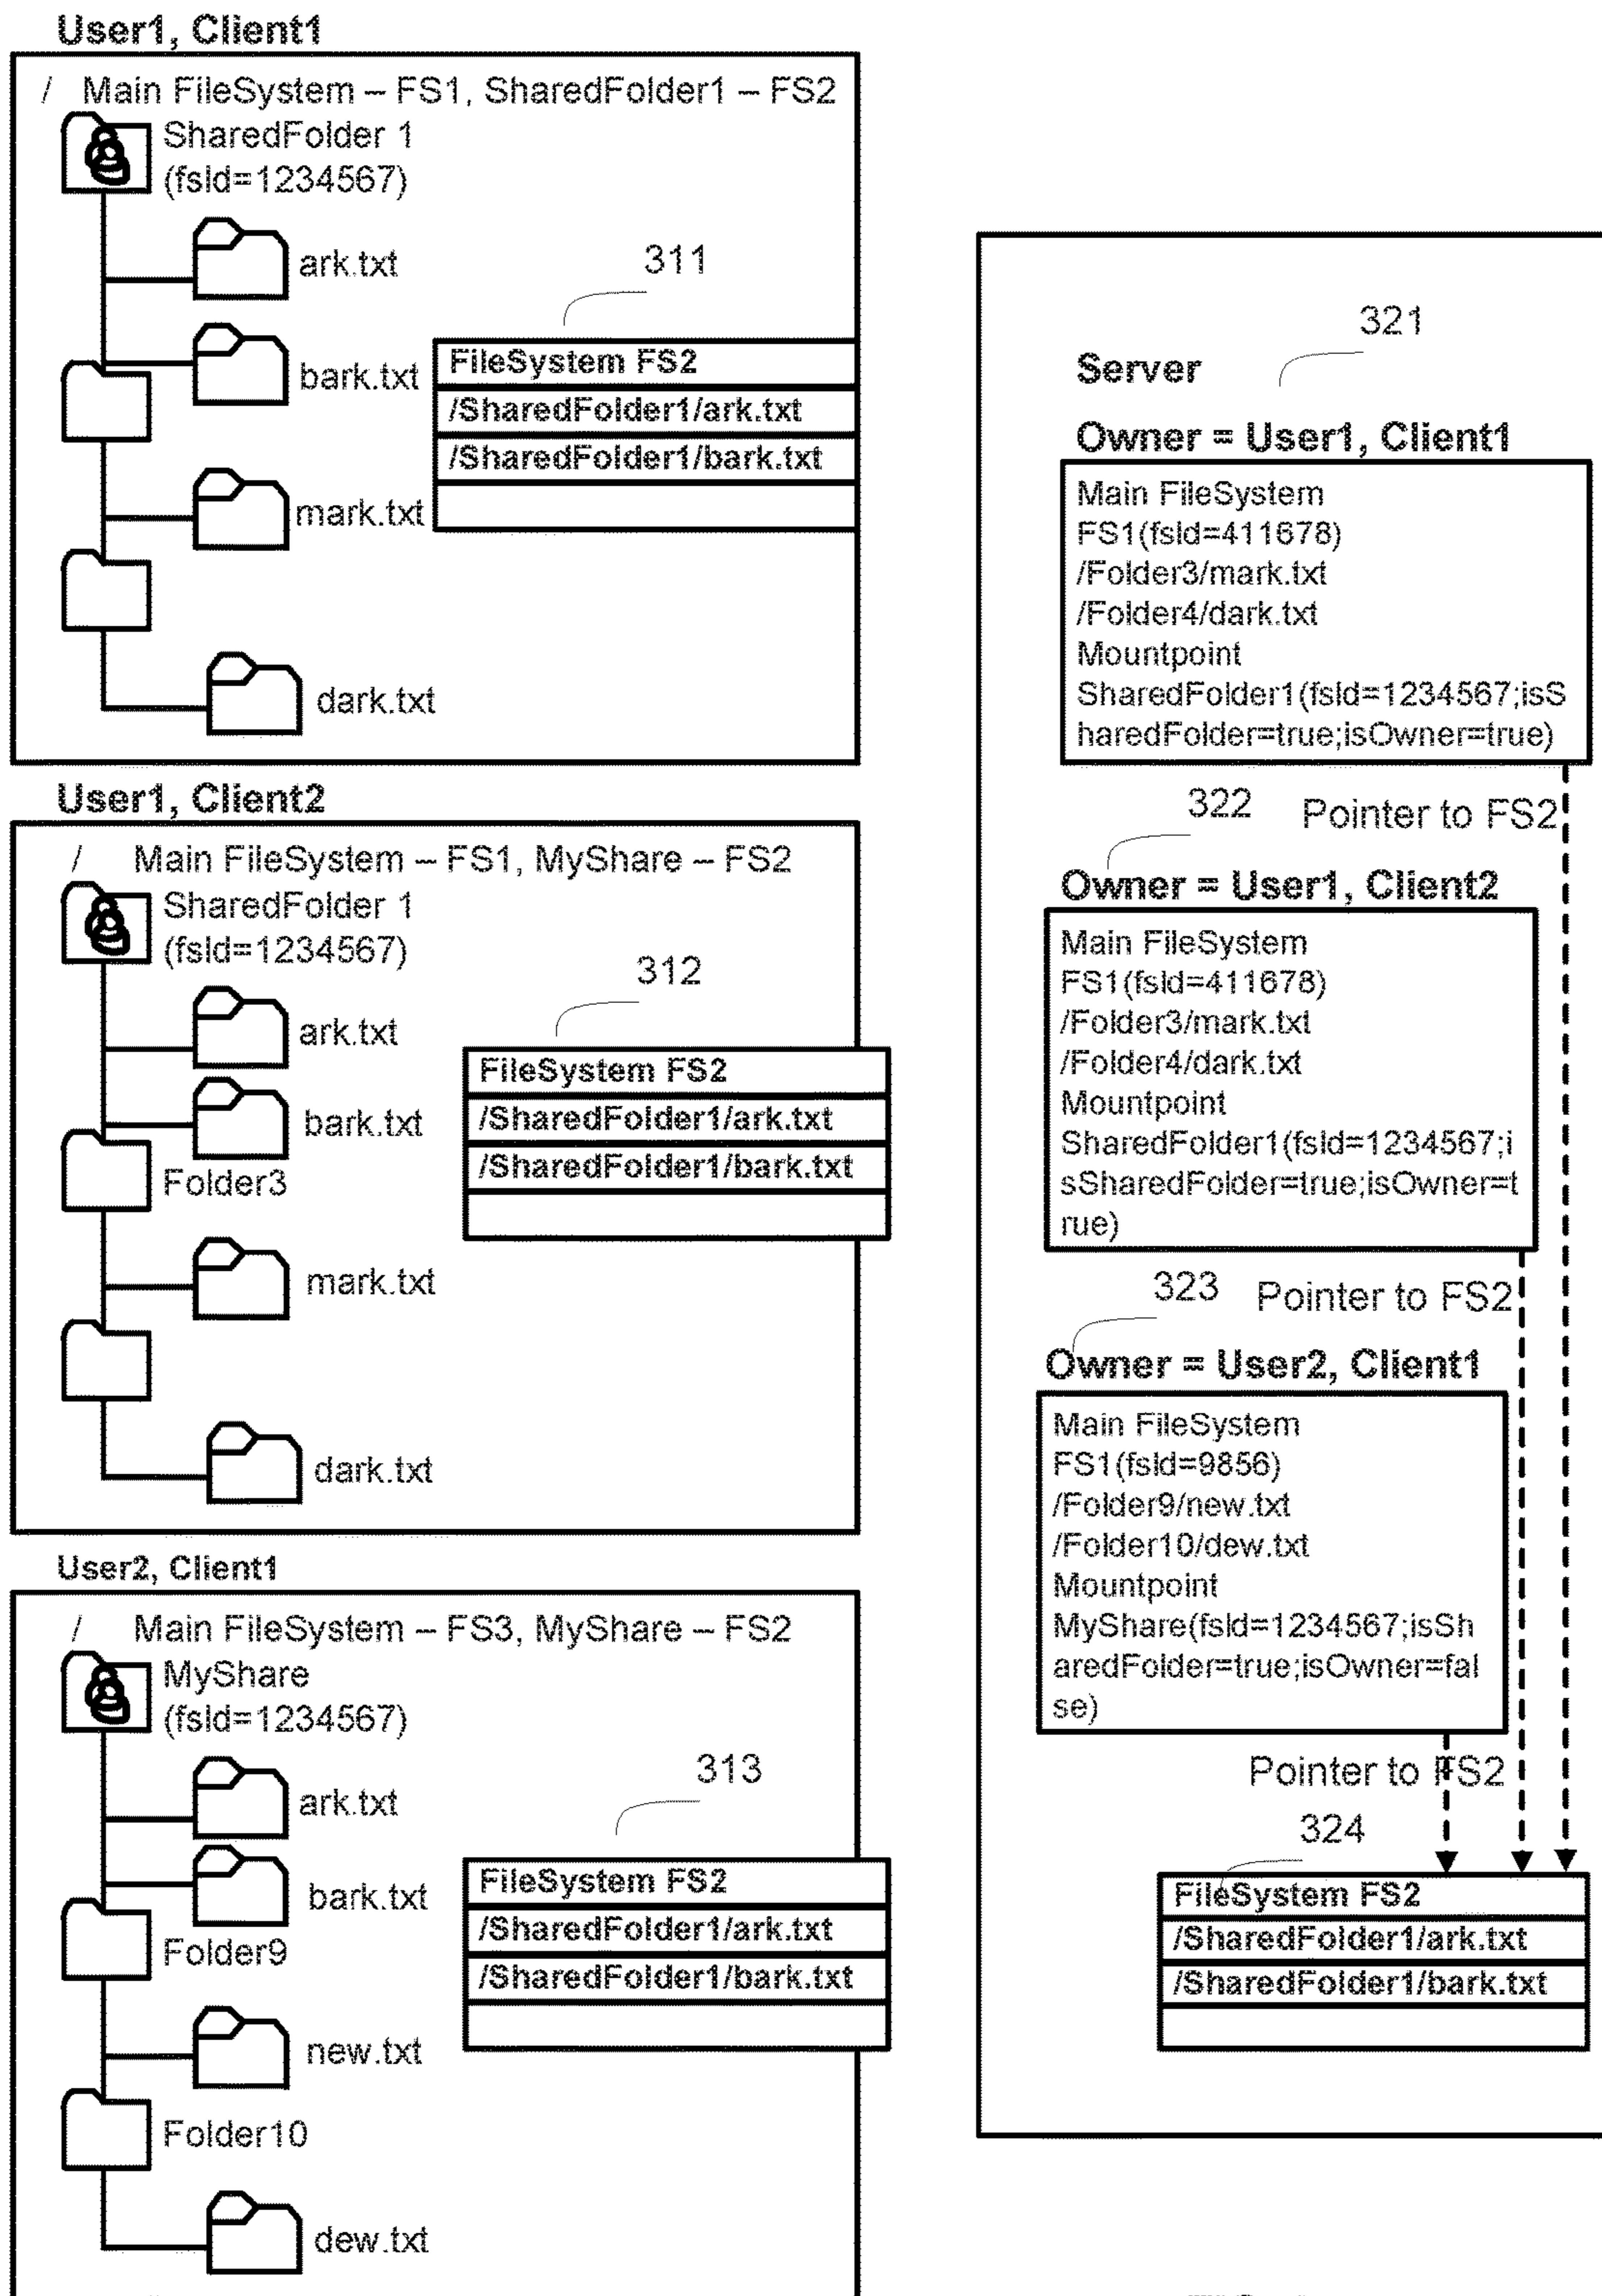 User1, Client1
/ Main FileSystem – FS1, SharedFolder1 – FS2
SharedFolder 1
(fsId=1234567)
ark.txt
bark.txt
mark.txt
dark.txt
311
FileSystem FS2
/SharedFolder1/ark.txt
/SharedFolder1/bark.txt
User1, Client2
/ Main FileSystem – FS1, MyShare – FS2
SharedFolder 1
(fsId=1234567)
ark.txt
bark.txt
Folder3
mark.txt
dark.txt
312
FileSystem FS2
/SharedFolder1/ark.txt
/SharedFolder1/bark.txt
User2, Client1
/ Main FileSystem – FS3, MyShare – FS2
MyShare
(fsId=1234567)
ark.txt
bark.txt
Folder9
new.txt
Folder10
dew.txt
313
FileSystem FS2
/SharedFolder1/ark.txt
/SharedFolder1/bark.txt
321
Server
Owner = User1, Client1
Main FileSystem
FS1(fsId=411678)
/Folder3/mark.txt
/Folder4/dark.txt
Mountpoint
SharedFolder1(fsId=1234567;isS
haredFolder=true;isOwner=true)
Pointer to FS2
322
Owner = User1, Client2
Main FileSystem
FS1(fsId=411678)
/Folder3/mark.txt
/Folder4/dark.txt
Mountpoint
SharedFolder1(fsId=1234567;i
sSharedFolder=true;isOwner=t
rue)
Pointer to FS2
323
Owner = User2, Client1
Main FileSystem
FS1(fsId=9856)
/Folder9/new.txt
/Folder10/dew.txt
Mountpoint
MyShare(fsId=1234567;isSh
aredFolder=true;isOwner=fal
se)
Pointer to FS2
324
FileSystem FS2
/SharedFolder1/ark.txt
/SharedFolder1/bark.txt